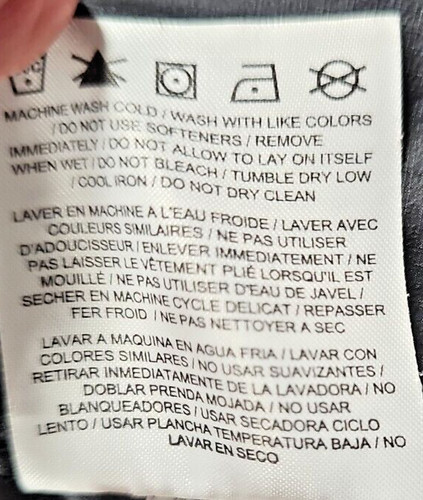 MACHINE WASH COLD / WASH WITH LIKE COLORS
/ DO NOT USE SOFTENERS / REMOVE
IMMEDIATELY / DO NOT ALLOW TO LAY ON ITSELF
WHEN WET / DO NOT BLEACH / TUMBLE DRY LOW
/ COOL IRON / DO NOT DRY CLEAN
LAVER EN MACHINE A L'EAU FROIDE / LAVER AVEC
COULEURS SIMILAIRES / NE PAS UTILISER
D'ADOUCISSEUR / ENLEVER IMMEDIATEMENT / NE
PAS LAISSER LE VÊTEMENT PLIÉ LORSQU'IL EST
MOUILLÉ / NE PAS UTILISER D'EAU DE JAVEL /
SECHER EN MACHINE CYCLE DELICAT / REPASSER
FER FROID / NE PAS NETTOYER A SEC
LAVAR A MAQUINA EN AGUA FRIA / LAVAR CON
COLORES SIMILARES / NO USAR SUAVIZANTES /
RETIRAR INMEDIATAMENTE DE LA LAVADORA / NO
DOBLAR PRENDA MOJADA / NO USAR
BLANQUEADORES / USAR SECADORA CICLO
LENTO / USAR PLANCHA TEMPERATURA BAJA / NO
LAVAR EN SECO